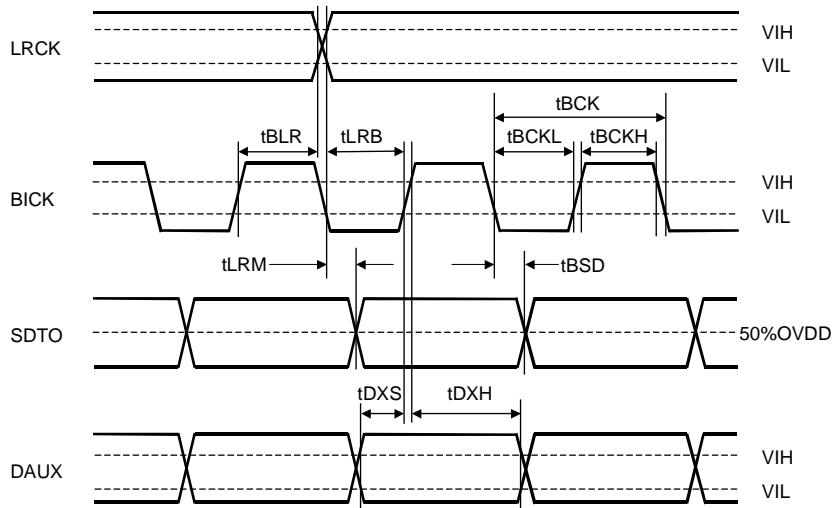 LRCK
VIH
VIL
tBCK
tBLR
tLRB
tBCKL
tBCKH
BICK
VIH
VIL
tLRM
tBSD
SDTO
50%OVDD
tDXS
tDXH
DAUX
VIH
VIL